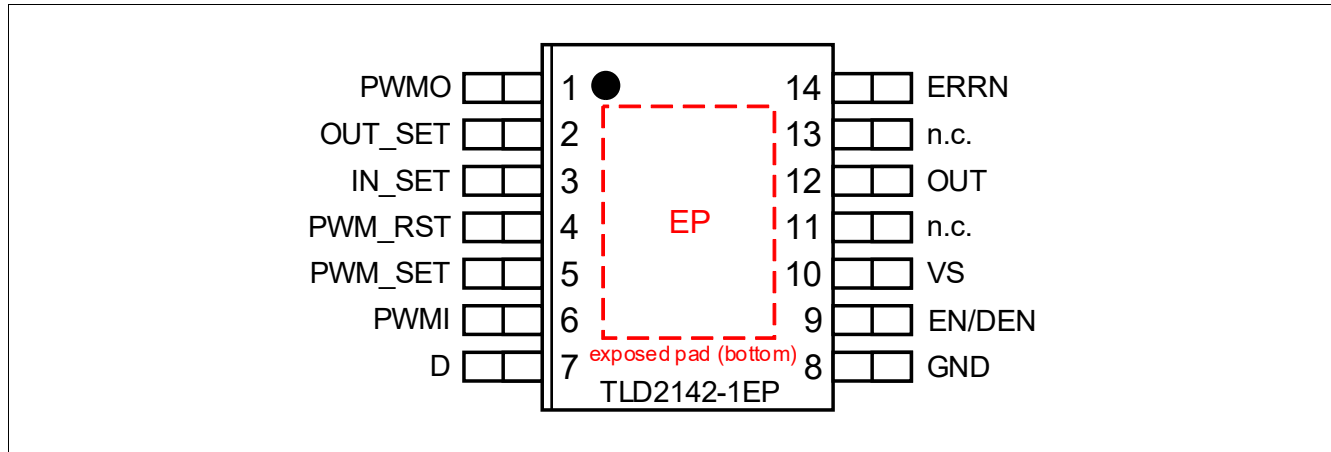 PWMO 1 14 ERRN
OUT_SET 2 13 n.c.
IN_SET 3 12 OUT
PWM_RST 4 EP 11 n.c.
PWM_SET 5 10 VS
PWMI 6 9 EN/DEN
exposed pad (bottom)
D 7 8 GND
TLD2142-1EP